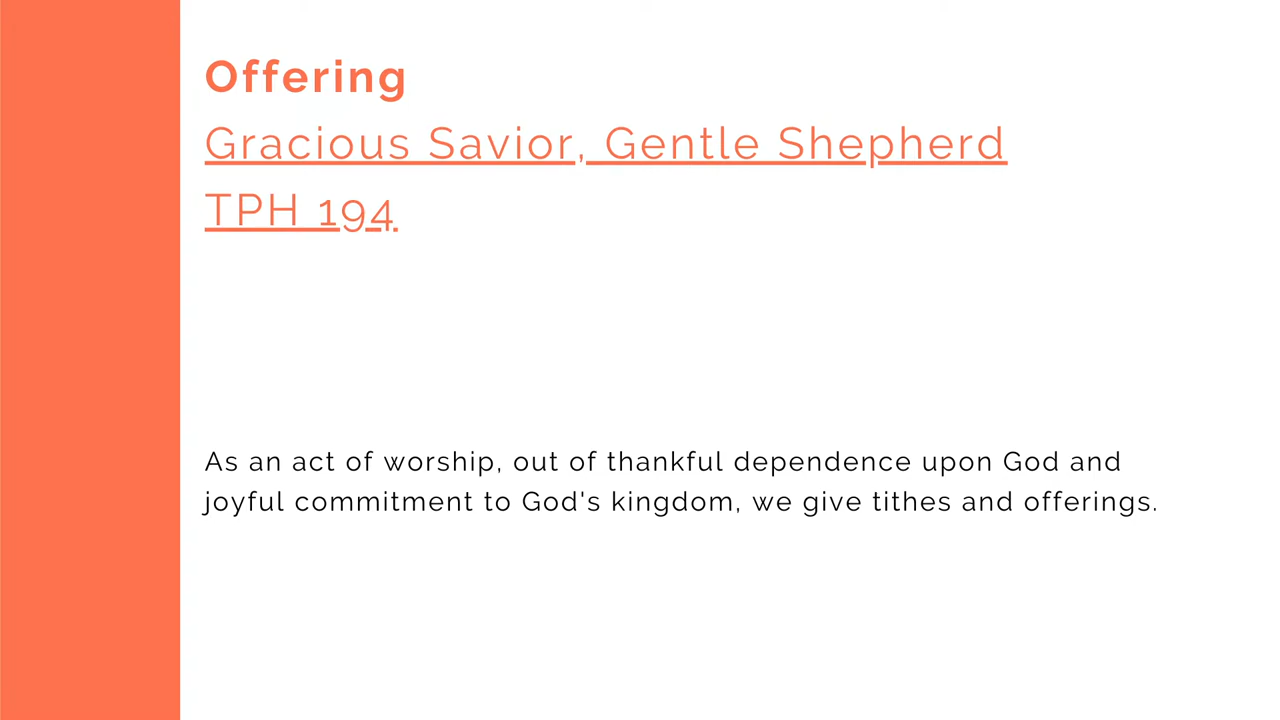 Offering
Gracious Savior, Gentle Shepherd
TPH 194
As an act of worship, out of thankful dependence upon God and
joyful commitment to God's kingdom, we give tithes and offerings.